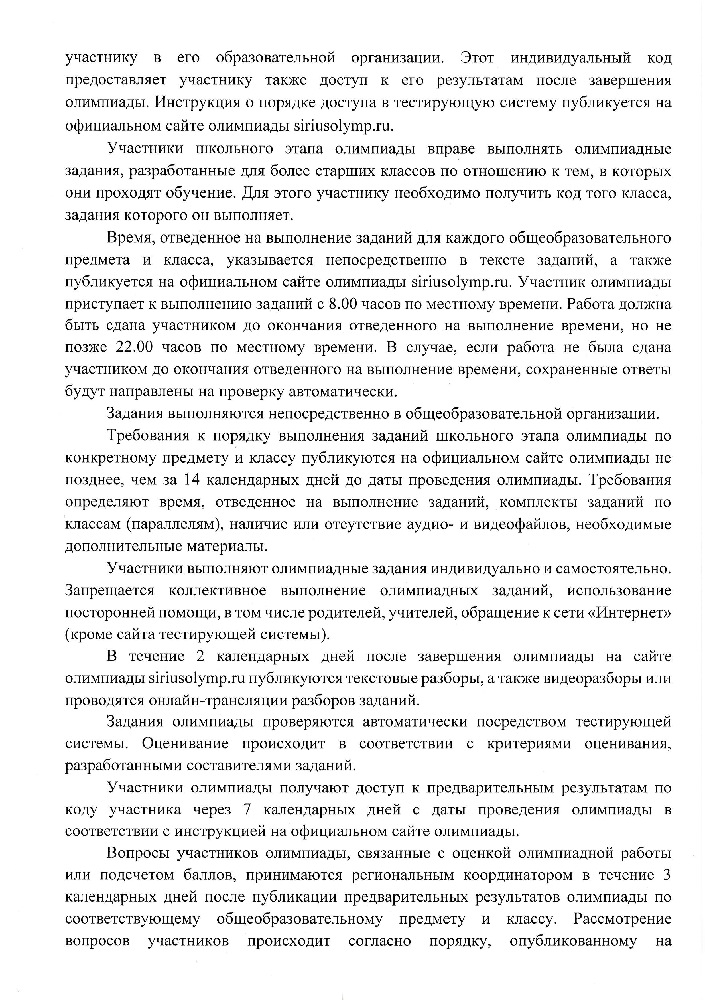 участнику в его образовательной организации. Этот индивидуальный код
предоставляет участнику также доступ к его результатам после завершения
олимпиады. Инструкция о порядке доступа в тестирующую систему публикуется на
официальном сайте олимпиады siriusolymp.ru.
Участники школьного этапа олимпиады вправе выполнять олимпиадные
задания, разработанные для более старших классов по отношению к тем, в которых
они проходят обучение. Для этого участнику необходимо получить код того класса,
задания которого он выполняет.
Время, отведенное на выполнение заданий для каждого общеобразовательного
предмета и класса, указывается непосредственно в тексте заданий, а также
публикуется на официальном сайте олимпиады siriusolymp.ru. Участник олимпиады
приступает к выполнению заданий с 8.00 часов по местному времени. Работа должна
быть сдана участником до окончания отведенного на выполнение времени, но не
позже 22.00 часов по местному времени. В случае, если работа не была сдана
участником до окончания отведенного на выполнение времени, сохраненные ответы
будут направлены на проверку автоматически.
Задания выполняются непосредственно в общеобразовательной организации.
Требования к порядку выполнения заданий школьного этапа олимпиады по
конкретному предмету и классу публикуются на официальном сайте олимпиады не
позднее, чем за 14 календарных дней до даты проведения олимпиады. Требования
определяют время, отведенное на выполнение заданий, комплекты заданий по
классам (параллелям), наличие или отсутствие аудио- и видеофайлов, необходимые
дополнительные материалы.
Участники выполняют олимпиадные задания индивидуально и самостоятельно.
Запрещается коллективное выполнение олимпиадных заданий, использование
посторонней помощи, в том числе родителей, учителей, обращение к сети «Интернет»
(кроме сайта тестирующей системы).
В течение 2 календарных дней после завершения олимпиады на сайте
олимпиады siriusolymp.ru публикуются текстовые разборы, а также видеоразборы или
проводятся онлайн-трансляции разборов заданий.
Задания олимпиады проверяются автоматически посредством тестирующей
системы. Оценивание происходит в соответствии с критериями оценивания,
разработанными составителями заданий.
Участники олимпиады получают доступ к предварительным результатам по
коду участника через 7 календарных дней с даты проведения олимпиады в
соответствии с инструкцией на официальном сайте олимпиады.
Вопросы участников олимпиады, связанные с оценкой олимпиадной работы
или подсчетом баллов, принимаются региональным координатором в течение 3
календарных дней после публикации предварительных результатов олимпиады по
соответствующему общеобразовательному предмету и классу. Рассмотрение
вопросов участников происходит согласно порядку, опубликованному на